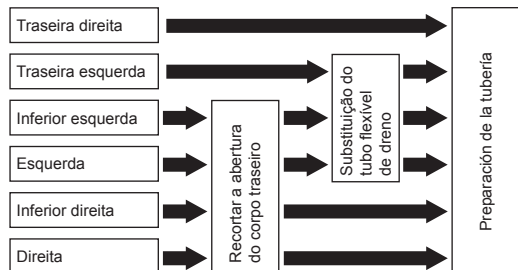 Traseira direita
Traseira esquerda
Inferior esquerda
Esquerda
Inferior direita
Direita
Recortar a abertura
do corpo traseiro
Substituição do
tubo flexível
de dreno
Preparación de la tubería